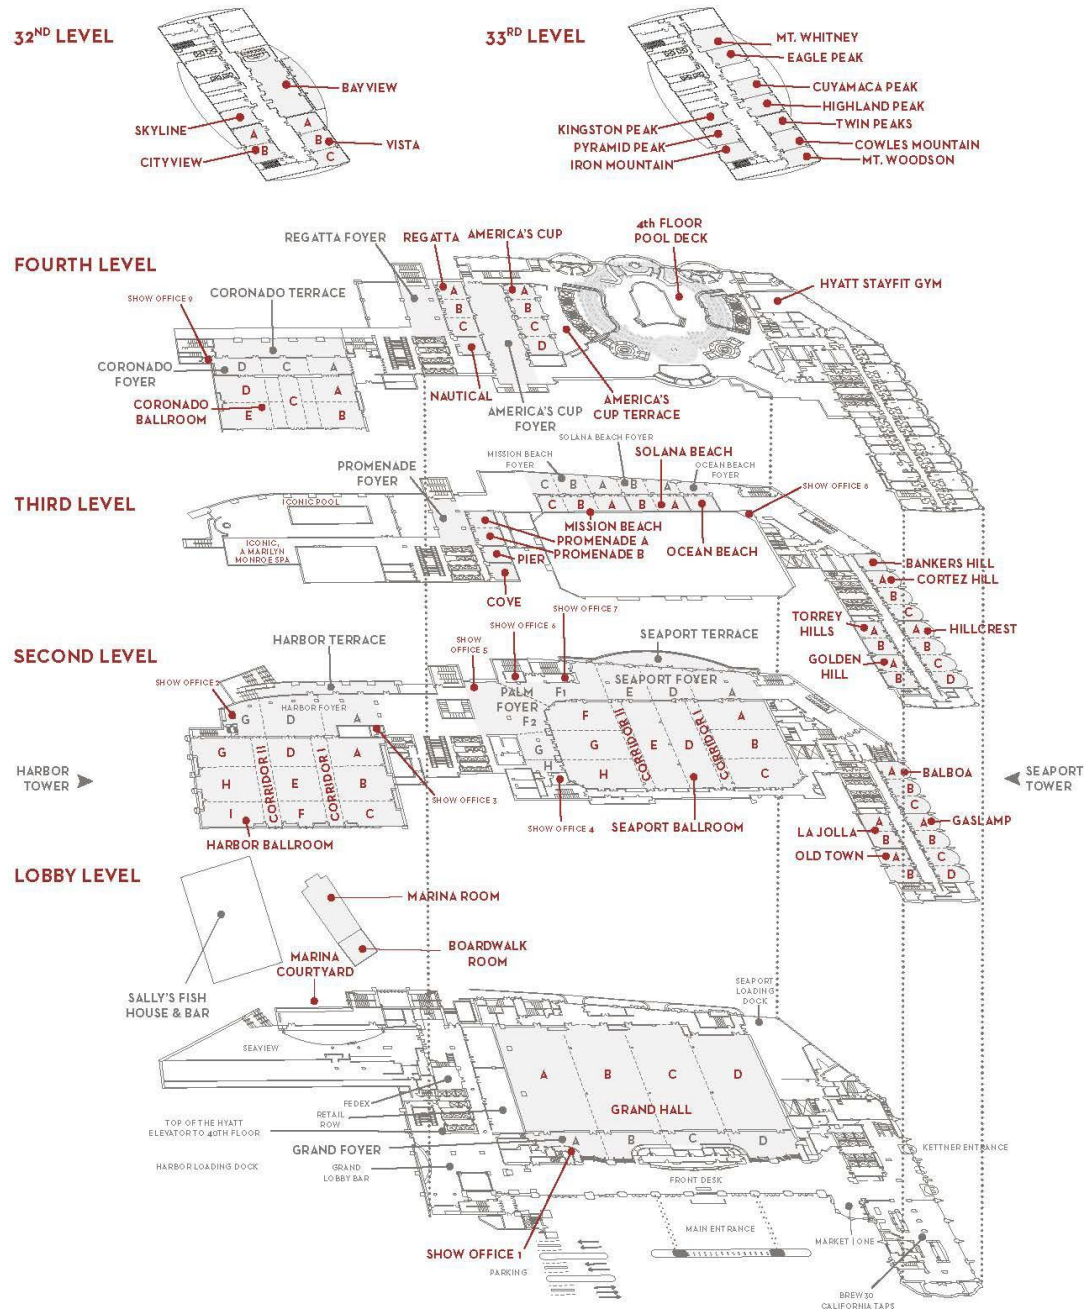 32ND LEVEL
BAYVIEW
SKYLINE
A
B
CITYVIEW
A
B
C
VISTA
33RD LEVEL
MT. WHITNEY
EAGLE PEAK
CUYAMACA PEAK
HIGHLAND PEAK
TWIN PEAKS
KINGSTON PEAK
PYRAMID PEAK
IRON MOUNTAIN
COWLES MOUNTAIN
MT. WOODSON
FOURTH LEVEL
REGATTA FOYER
REGATTA
AMERICA'S CUP
4th FLOOR
POOL DECK
HYATT STAYFIT GYM
SHOW OFFICE 9
CORONADO TERRACE
CORONADO
FOYER
D
C
A
CORONADO
BALLROOM
D
E
C
A
B
A
B
C
NAUTICAL
A
B
C
D
AMERICA'S CUP
FOYER
AMERICA'S
CUP TERRACE
THIRD LEVEL
PROMENADE
FOYER
SOLANA BEACH FOYER
MISSION BEACH
FOYER
SOLANA BEACH
OCEAN BEACH
FOYER
SHOW OFFICE 8
C
B
A
B
A
C
B
A
B
A
ICONIC POOL
ICONIC,
A MARILYN
MONROE SPA
MISSION BEACH
PROMENADE A
PROMENADE B
PIER
COVE
OCEAN BEACH
BANKERS HILL
A
CORTEZ HILL
B
C
TORREY
HILLS
A
B
A
HILLCREST
B
C
D
GOLDEN
HILL
A
B
SECOND LEVEL
HARBOR TERRACE
SHOW
OFFICE 5
SHOW OFFICE 6
SHOW OFFICE 7
SEAPORT TERRACE
SHOW OFFICE 2
HARBOR FOYER
G
D
A
PALM
FOYER
F1
F2
G
H
SEAPORT FOYER
E
D
A
G
H
I
CORRIDOR II
D
E
F
CORRIDOR I
A
B
C
F
G
H
CORRIDOR II
E
D
CORRIDOR I
A
B
C
HARBOR
TOWER
SHOW OFFICE 3
SHOW OFFICE 4
HARBOR BALLROOM
SEAPORT BALLROOM
SEAPORT
TOWER
A
BALBOA
B
C
LA JOLLA
A
B
A
GASLAMP
B
C
D
OLD TOWN
A
B
LOBBY LEVEL
MARINA ROOM
BOARDWALK
ROOM
MARINA
COURTYARD
SALLY'S FISH
HOUSE & BAR
SEAPORT
LOADING
DOCK
SEAVIEW
A
B
C
D
GRAND HALL
FEDEX
RETAIL
ROW
TOP OF THE HYATT
ELEVATOR TO 40TH FLOOR
GRAND FOYER
A
B
C
D
HARBOR LOADING DOCK
GRAND
LOBBY BAR
FRONT DESK
KETTNER ENTRANCE
MAIN ENTRANCE
SHOW OFFICE 1
PARKING
MARKET | ONE
BREW30
CALIFORNIA TAPS